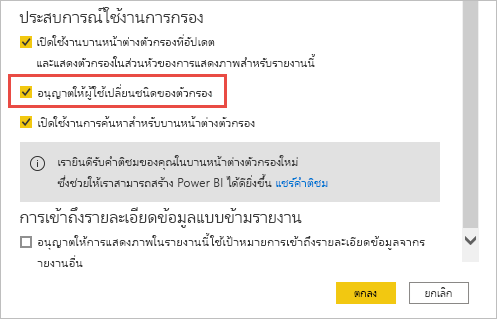 ประสบการณ์ใช้งานการกรอง
เปิดใช้งานบานหน้าต่างตัวกรองที่อัปเดต
และแสดงตัวกรองในส่วนหัวของการแสดงภาพสำหรับรายงานนี้
อนุญาตให้ผู้ใช้เปลี่ยนชนิดของตัวกรอง
เปิดใช้งานการค้นหาสำหรับบานหน้าต่างตัวกรอง
เรายินดีรับคำติชมของคุณในบานหน้าต่างตัวกรองใหม่
ซึ่งช่วยให้เราสามารถสร้าง Power BI ได้ดียิ่งขึ้น แชร์คำติชม
การเข้าถึงรายละเอียดข้อมูลแบบข้ามรายงาน
อนุญาตให้การแสดงภาพในรายงานนี้ใช้เป้าหมายการเข้าถึงรายละเอียดข้อมูลจากร
ายงานอื่น
ตกลง
ยกเลิก